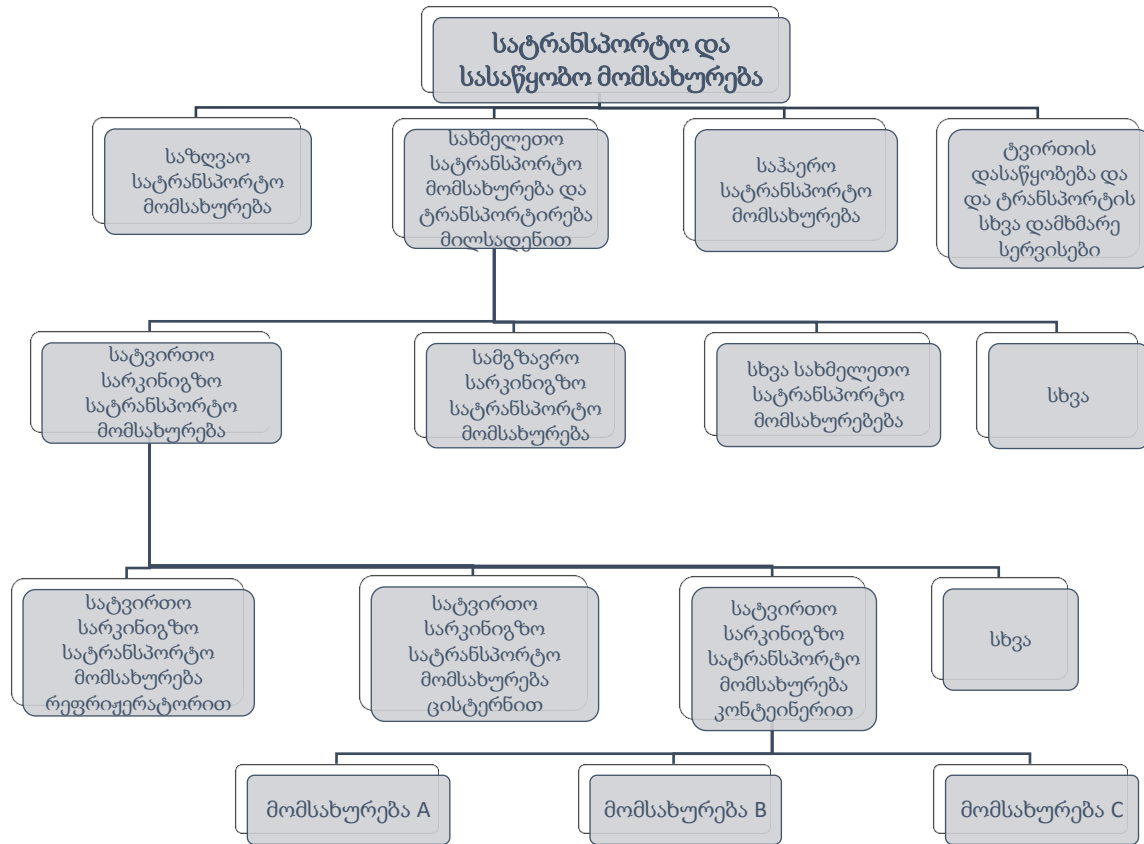 სატრანსპორტო და
სასაწყობო მომსახურება
საზღვაო
სატრანსპორტო
მომსახურება
სახმელეთო
სატრანსპორტო
მომსახურება და
ტრანსპორტირება
მილსადენით
საჰაერო
სატრანსპორტო
მომსახურება
ტვირთის
დასაწყობება და
და ტრანსპორტის
სხვა დამხმარე
სერვისები
სატვირთო
სარკინიგზო
სატრანსპორტო
მომსახურება
სამგზავრო
სარკინიგზო
სატრანსპორტო
მომსახურება
სხვა სახმელეთო
სატრანსპორტო
მომსახურებება
სხვა
სატვირთო
სარკინიგზო
სატრანსპორტო
მომსახურება
რეფრიჟერატორით
სატვირთო
სარკინიგზო
სატრანსპორტო
მომსახურება
ცისტერნით
სატვირთო
სარკინიგზო
სატრანსპორტო
მომსახურება
კონტეინერით
სხვა
მომსახურება A
მომსახურება B
მომსახურება C